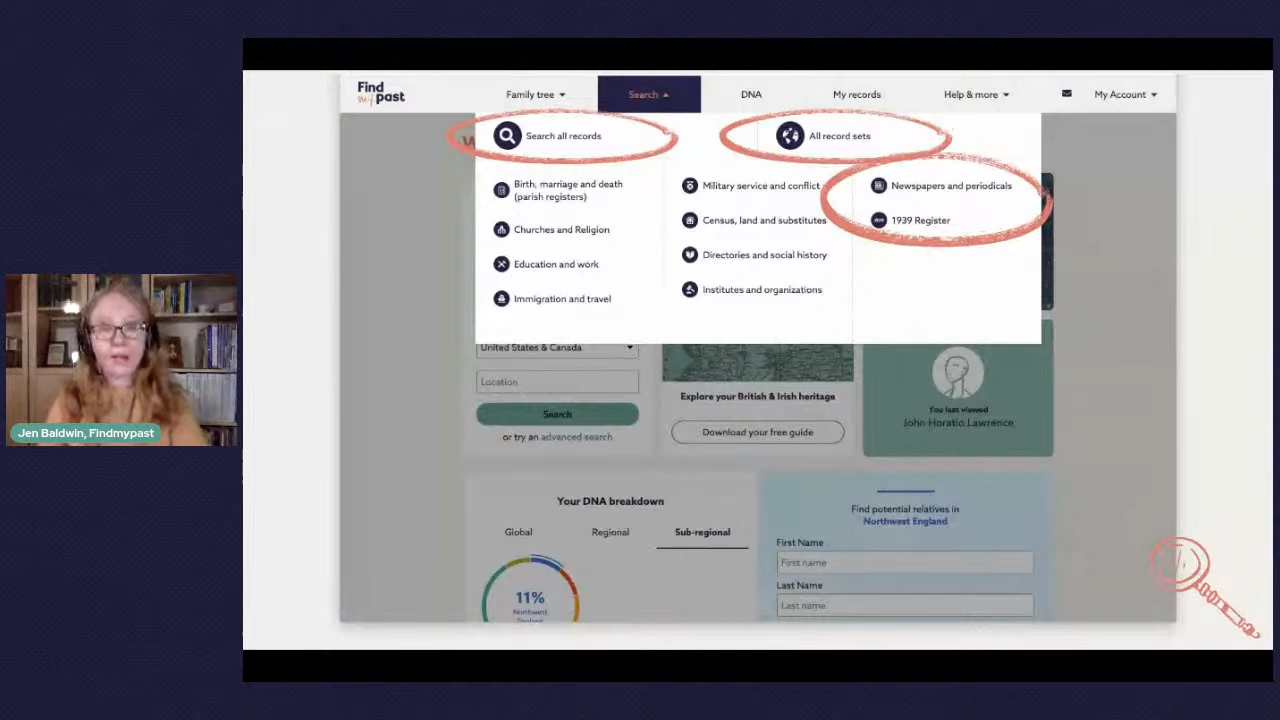 Find
my past
Family tree
Search
DNA
My records
Help & more
My Account
Search all records
All record sets
Birth, marriage and death
(parish registers)
Churches and Religion
Education and work
Immigration and travel
Military service and conflict
Census, land and substitutes
Directories and social history
Institutes and organizations
Newspapers and periodicals
1939 Register
United States & Canada
Location
Search
or try an advanced search
Explore your British & Irish heritage
Download your free guide
You last viewed
John Horatio Lawrence
Jen Baldwin, Findmypast
Your DNA breakdown
Global
Regional
Sub-regional
11%
Northwest
England
Find potential relatives in
Northwest England
First Name
First name
Last Name
Last name